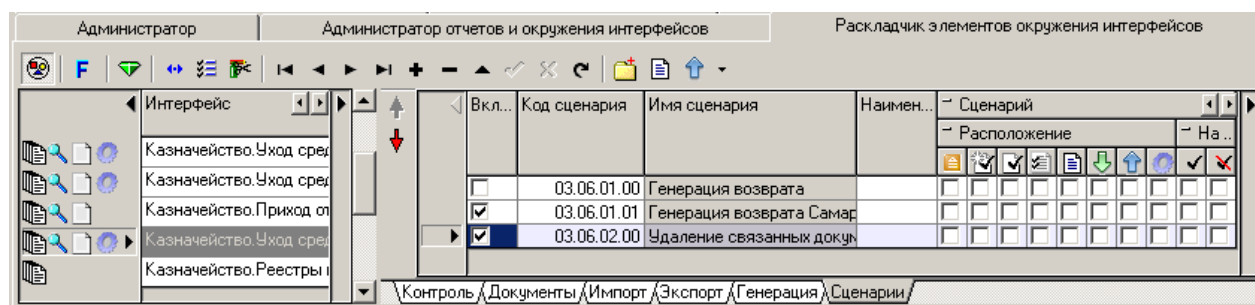 Администратор
Администратор отчетов и окружения интерфейсов
Раскладчик элементов окружения интерфейсов
F
Интерфейс
Казначейство.Уход сред
Казначейство.Уход сред
Казначейство.Приход от
Казначейство.Уход сред
Казначейство.Реестры
Вкл... Код сценария Имя сценария Наимен... Сценарий
Расположение На..
03.06.01.00 Генерация возврата
03.06.01.01 Генерация возврата Самар
03.06.02.00 Удаление связанных докум
Контроль Документы Импорт Экспорт Генерация Сценарии